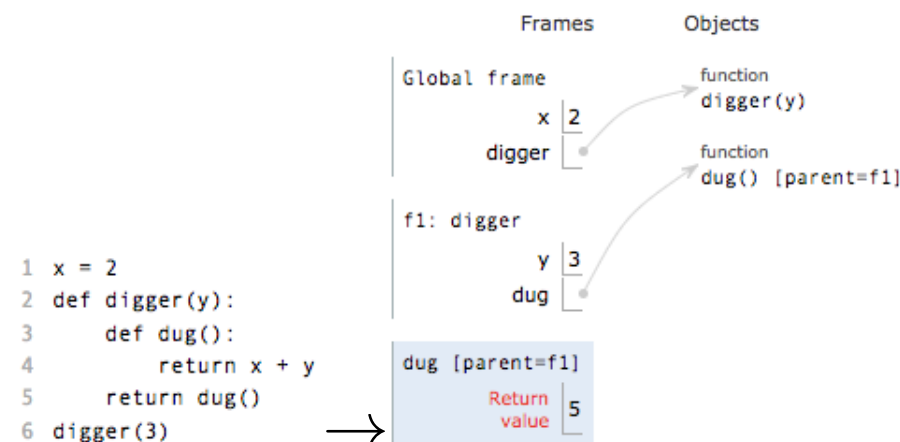 Frames Objects
Global frame
x 2
digger
function
digger(y)
function
dug() [parent=f1]
f1: digger
y 3
dug
dug [parent=f1]
Return
value 5
1 x = 2
2 def digger(y):
3     def dug():
4         return x + y
5     return dug()
6 digger(3)